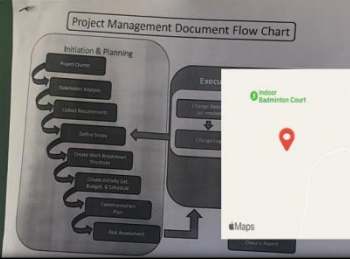 Project Management Document Flow Chart
Initiation & Planning
Project Charter
Stakeholder Analysis
Collect Requirements
Define Scope
Create Work Breakdown
Structure
Create Activity List,
Budget, & Schedule
Communication
Plan
Risk Assessment
Execu
Change
Change Log
Indoor
Badminton Court
Maps